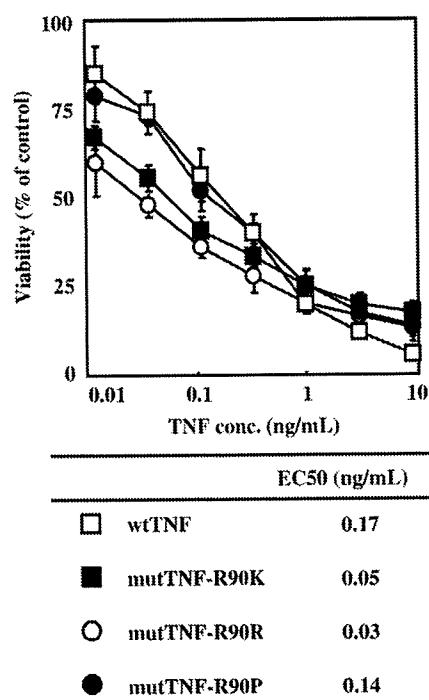 100
75
50
25
0
Viability (% of control)
0.01 0.1 1 10
TNF conc. (ng/mL)
EC50 (ng/mL)
wtTNF 0.17
mutTNF-R90K 0.05
mutTNF-R90R 0.03
mutTNF-R90P 0.14